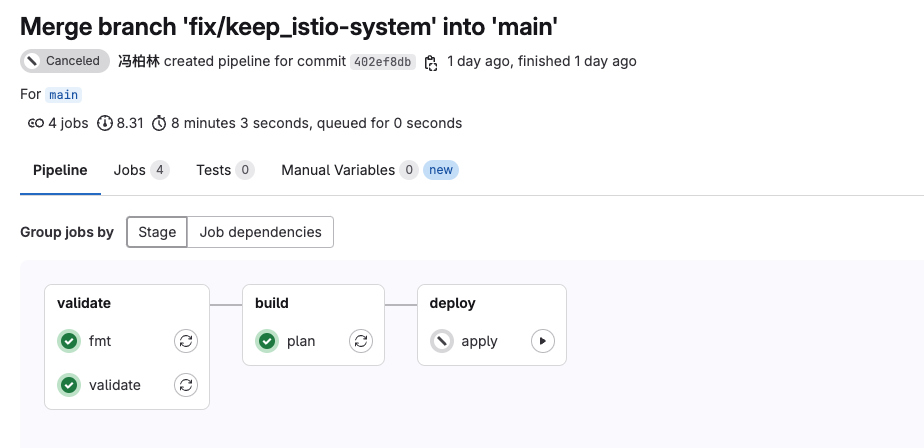 Merge branch 'fix/keep_istio-system' into 'main'
Canceled 冯柏林 created pipeline for commit 402ef8db 1 day ago, finished 1 day ago
For main
4 jobs 8.31 8 minutes 3 seconds, queued for 0 seconds
Pipeline Jobs 4 Tests 0 Manual Variables 0 new
Group jobs by Stage Job dependencies
validate build deploy
fmt plan apply
validate